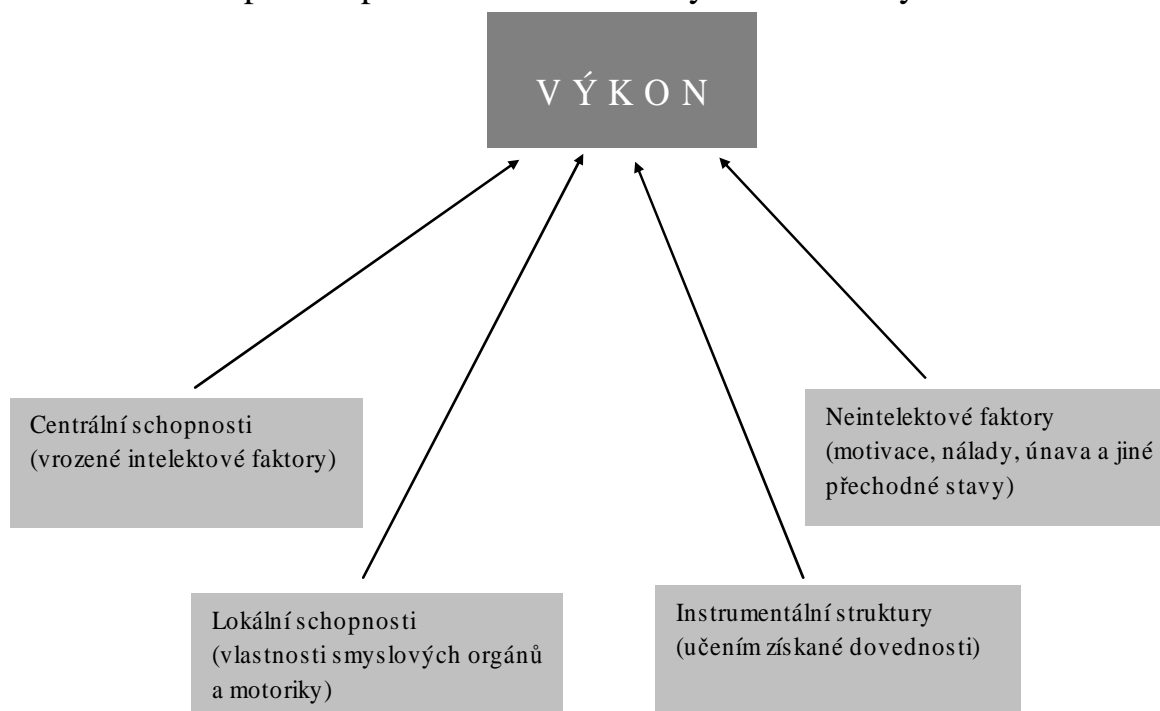 V Ý K O N
Centrální schopnosti
(vrozené intelektové faktory)
Neintelektové faktory
(motivace, nálady, únava a jiné
přechodné stavy)
Lokální schopnosti
(vlastnosti smyslových orgánů
a motoriky)
Instrumentální struktury
(učením získané dovednosti)